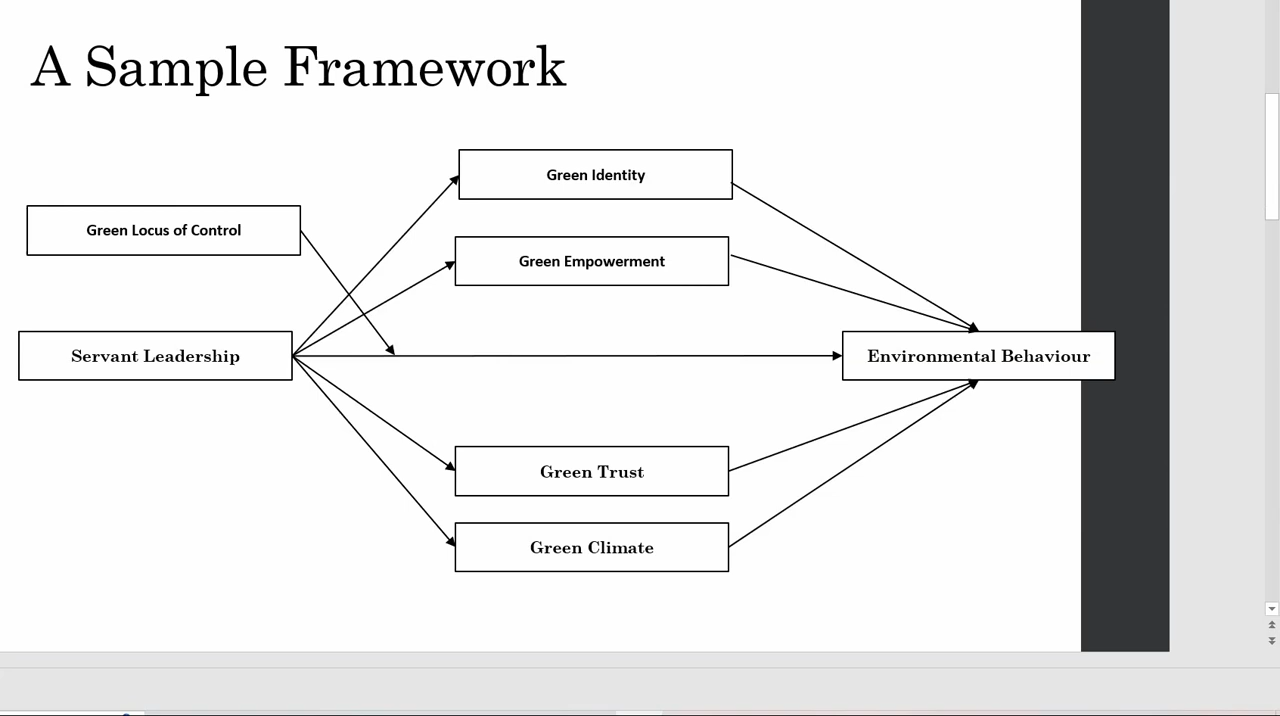 A Sample Framework
Green Identity
Green Locus of Control
Green Empowerment
Servant Leadership
Environmental Behaviour
Green Trust
Green Climate